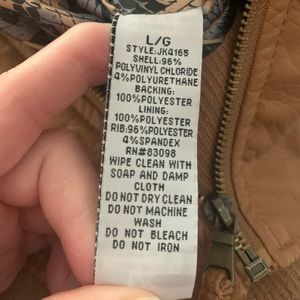 L/G
STYLE:JK4165
SHELL:96%
POLYVINYL CHLORIDE
4%POLYURETHANE
BACKING:
100%POLYESTER
LINING:
100%POLYESTER
RIB:96%POLYESTER
4%SPANDEX
RN#83098
WIPE CLEAN WITH
SOAP AND DAMP
CLOTH
DO NOT DRY CLEAN
DO NOT MACHINE
WASH
DO NOT BLEACH
DO NOT IRON